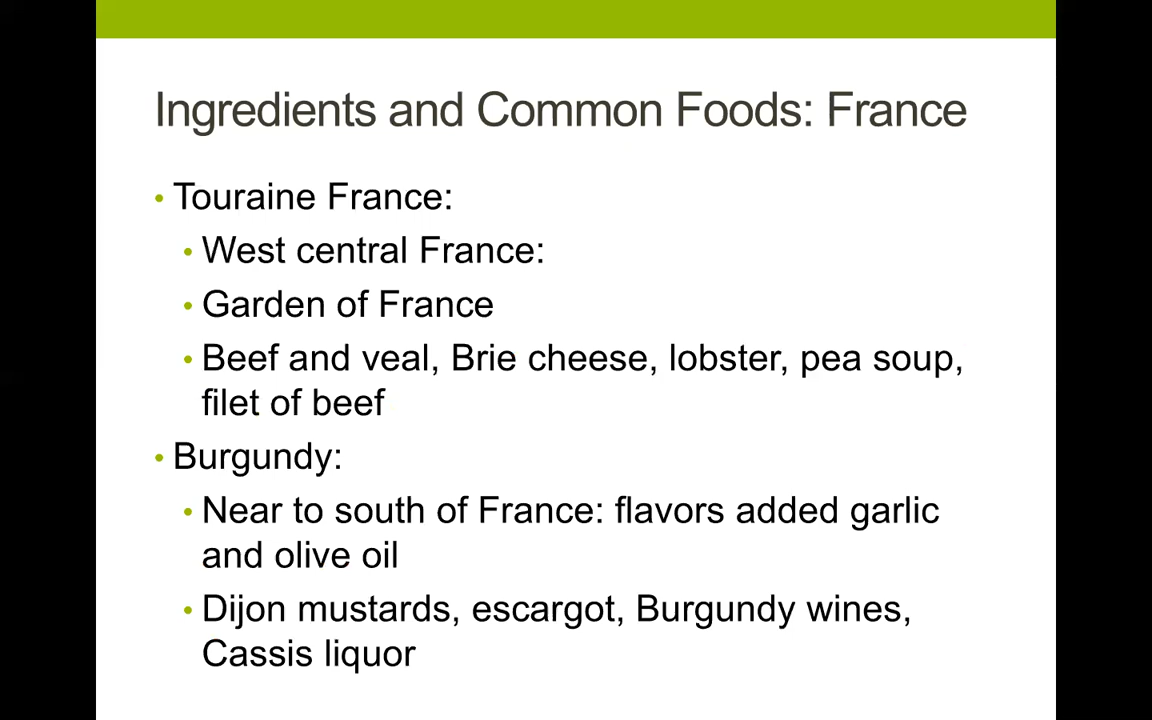 Ingredients and Common Foods: France
• Touraine France:
• West central France:
• Garden of France
• Beef and veal, Brie cheese, lobster, pea soup,
filet of beef
• Burgundy:
• Near to south of France: flavors added garlic
and olive oil
• Dijon mustards, escargot, Burgundy wines,
Cassis liquor